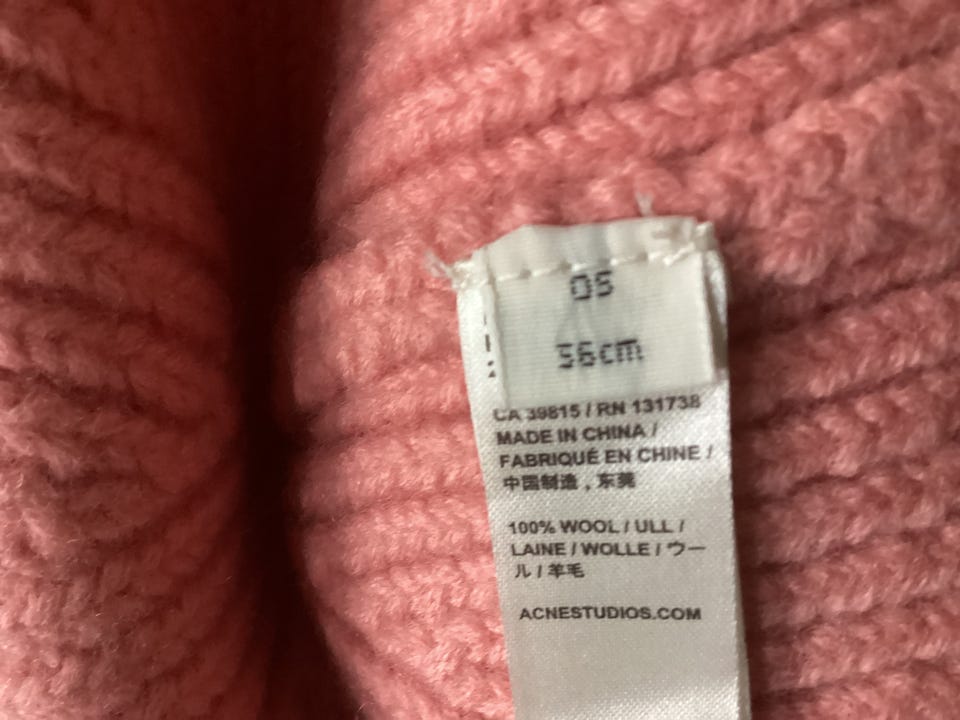 OS
56cm
CA 39815 / RN 131738
MADE IN CHINA /
FABRIQUÉ EN CHINE /
中国制造，东莞
100% WOOL / ULL /
LAINE / WOLLE / ウー
ル / 羊毛
ACNESTUDIOS.COM